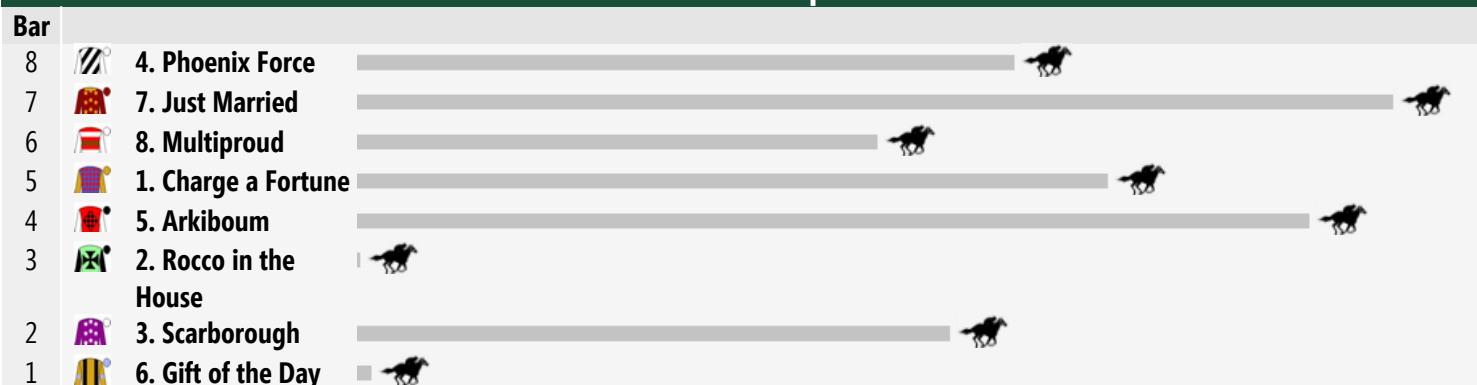 Bar
8 4. Phoenix Force
7 7. Just Married
6 8. Multiproud
5 1. Charge a Fortune
4 5. Arkiboum
3 2. Rocco in the
House
2 3. Scarborough
1 6. Gift of the Day